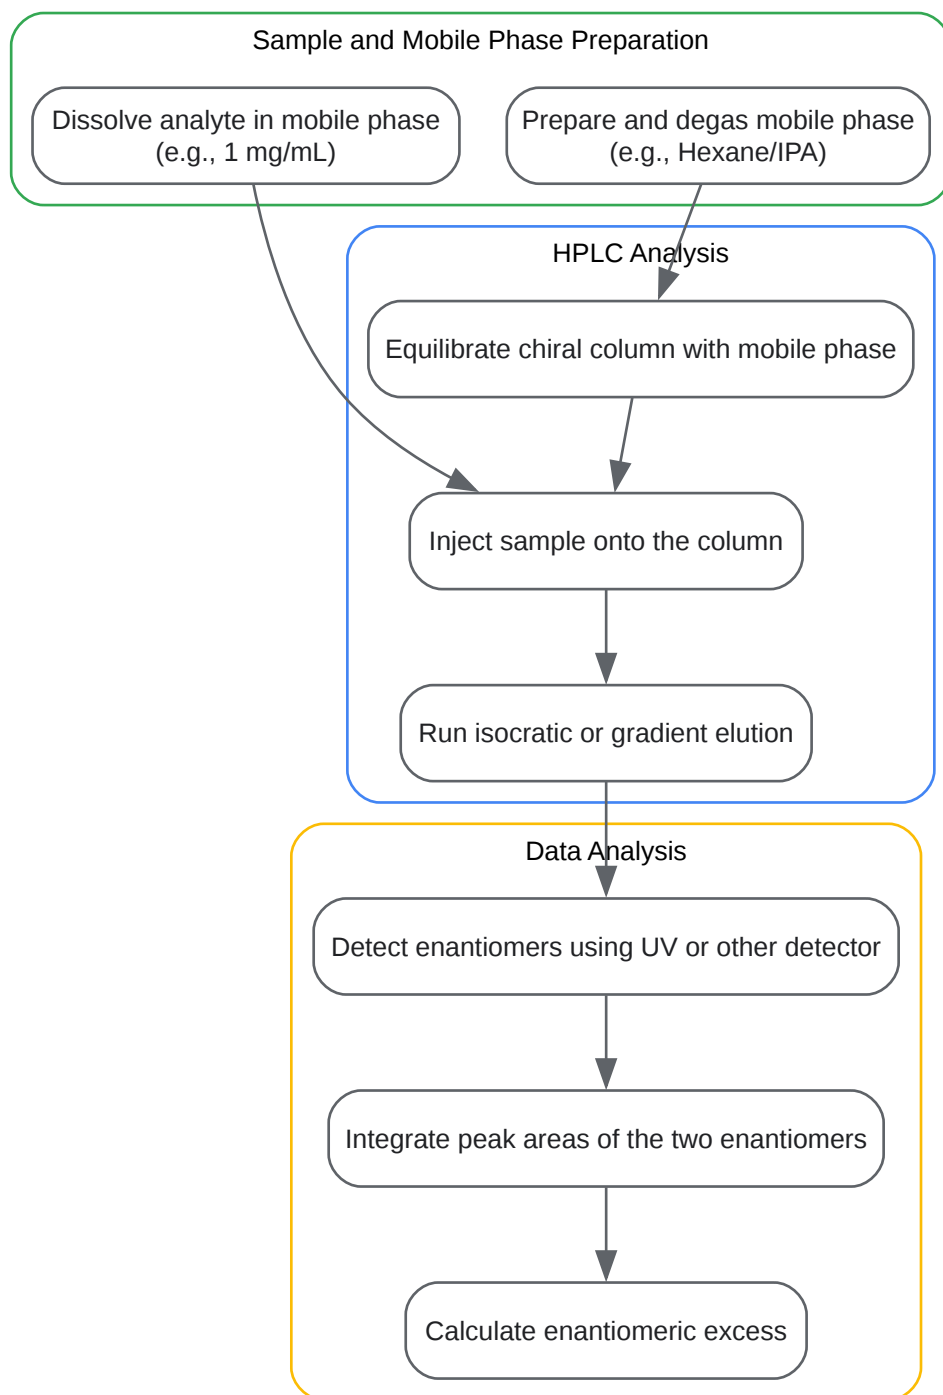 Sample and Mobile Phase Preparation
Dissolve analyte in mobile phase
(e.g., 1 mg/mL)
Prepare and degas mobile phase
(e.g., Hexane/IPA)
HPLC Analysis
Equilibrate chiral column with mobile phase
Inject sample onto the column
Run isocratic or gradient elution
Data Analysis
Detect enantiomers using UV or other detector
Integrate peak areas of the two enantiomers
Calculate enantiomeric excess